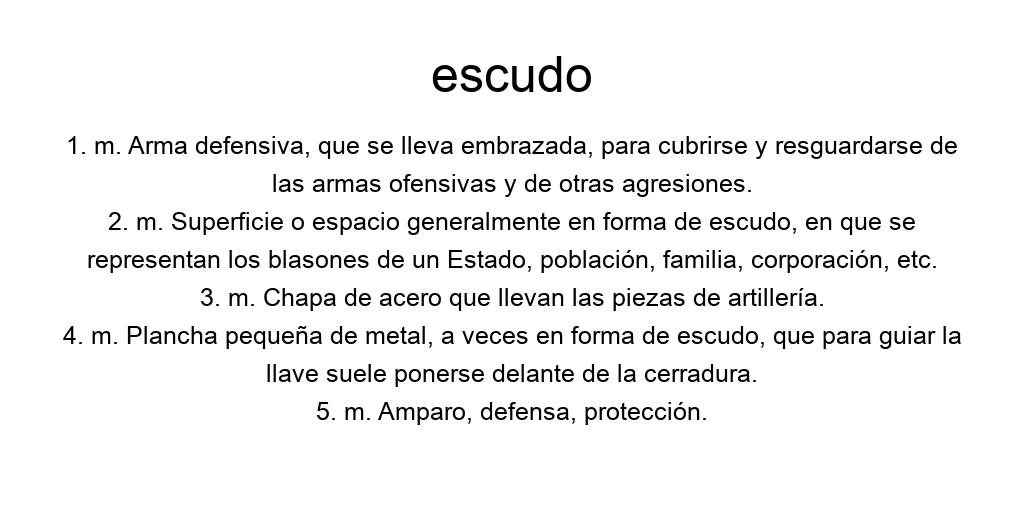 escudo
1. m. Arma defensiva, que se lleva embrazada, para cubrirse y resguardarse de
las armas ofensivas y de otras agresiones.
2. m. Superficie o espacio generalmente en forma de escudo, en que se
representan los blasones de un Estado, población, familia, corporación, etc.
3. m. Chapa de acero que llevan las piezas de artillería.
4. m. Plancha pequeña de metal, a veces en forma de escudo, que para guiar la
llave suele ponerse delante de la cerradura.
5. m. Amparo, defensa, protección.